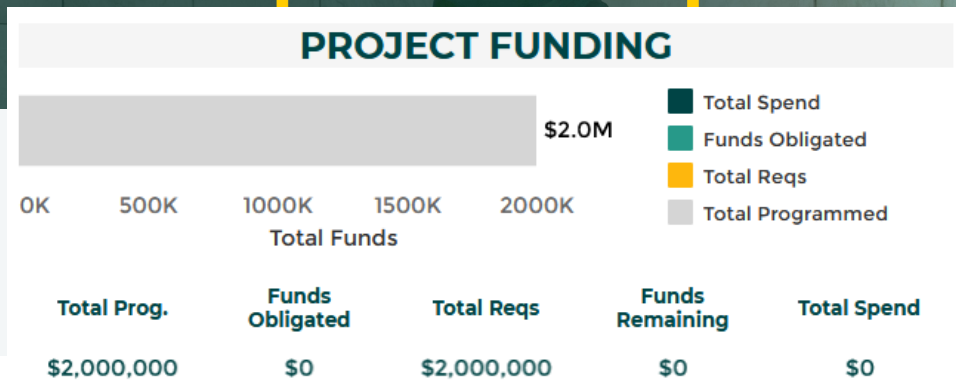 PROJECT FUNDING
$2.0M
Total Spend
Funds Obligated
Total Reqs
Total Programmed
0K 500K 1000K 1500K 2000K
Total Funds
Total Prog. Funds Obligated Total Reqs Funds Remaining Total Spend
$2,000,000 $0 $2,000,000 $0 $0